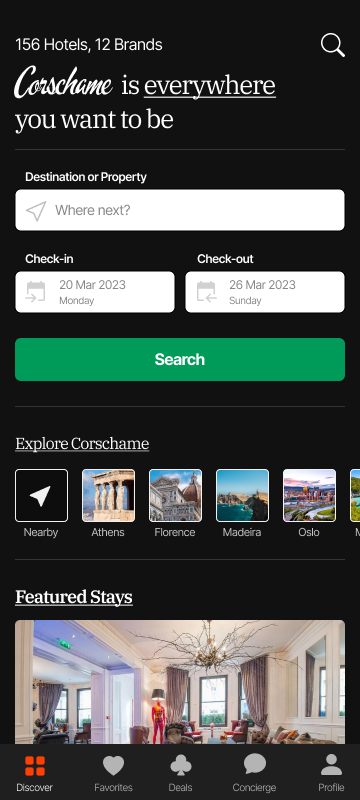 156 Hotels, 12 Brands
Corschame is everywhere
you want to be
Destination or Property
Where next?
Check-in
Check-out
20 Mar 2023
Monday
26 Mar 2023
Sunday
Search
Explore Corschame
Nearby
Athens
Florence
Madeira
Oslo
Featured Stays
Discover
Favorites
Deals
Concierge
Profile